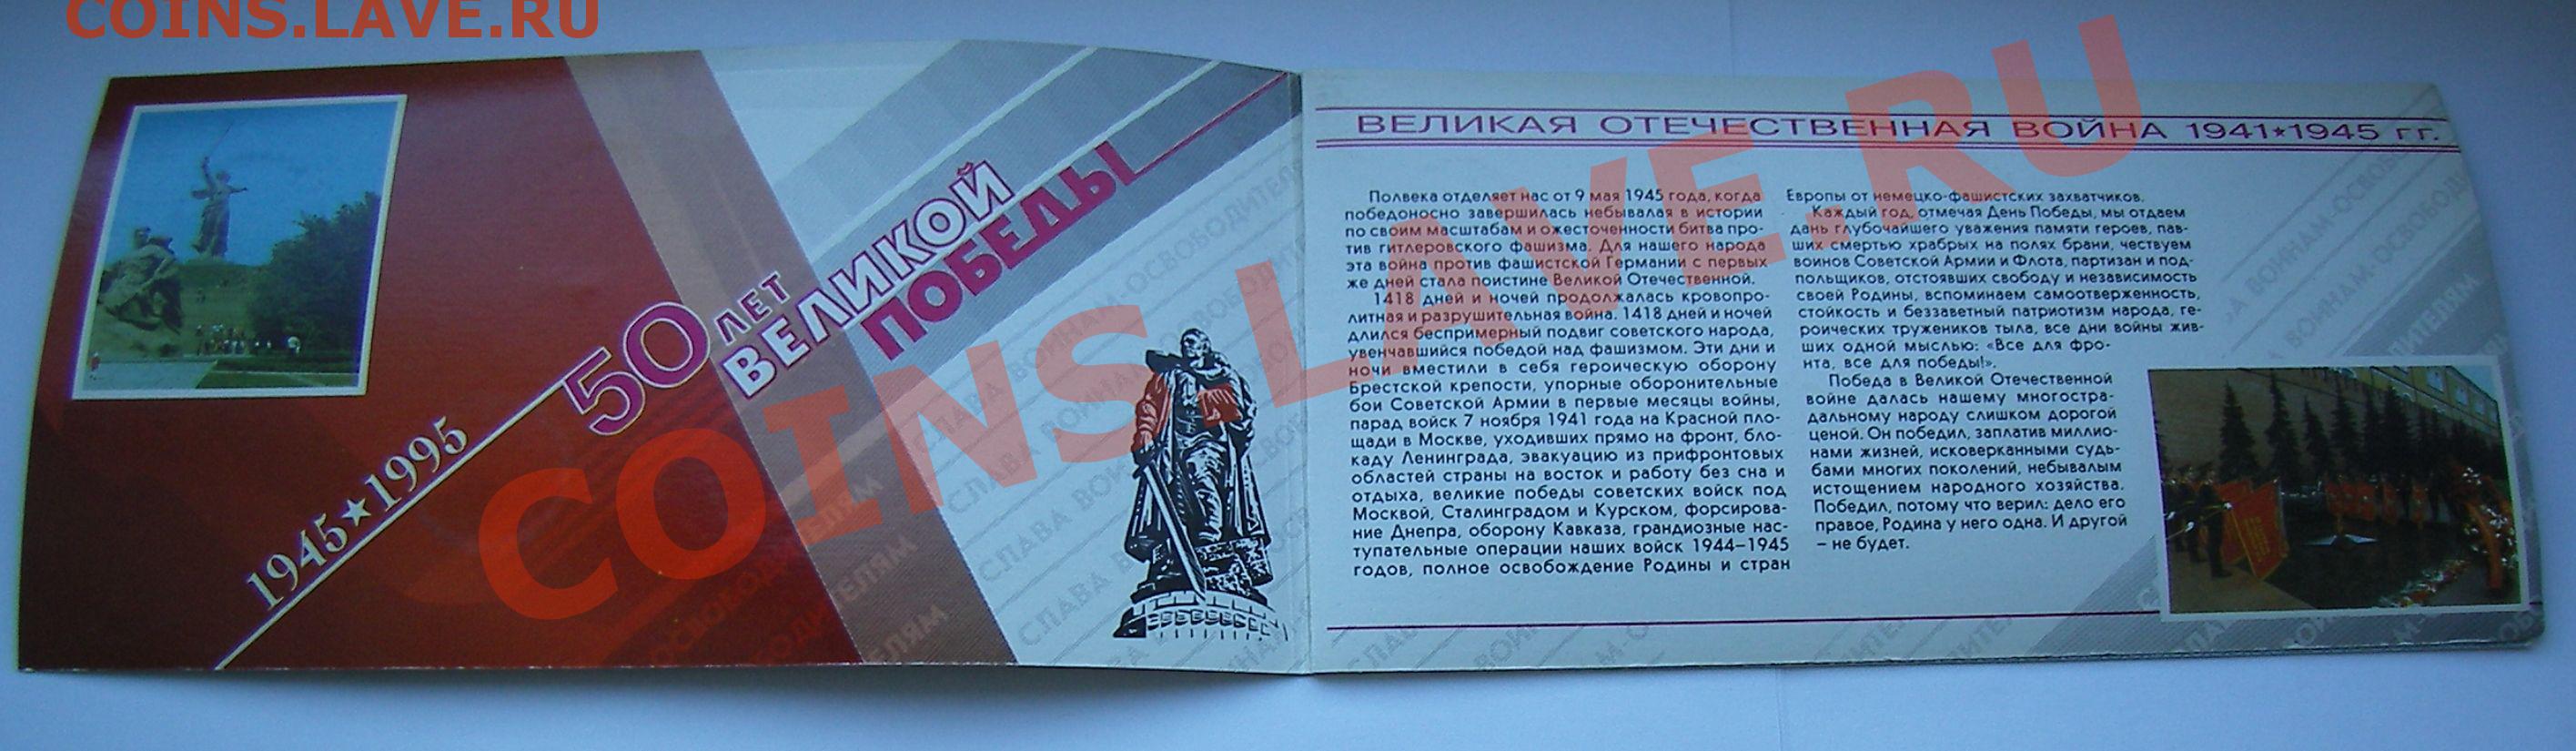 COINS.LAVE.RU
1945★1995
50 ЛЕТ
ВЕЛИКОЙ
ПОБЕДЫ
COINS.LAVE.RU
ВЕЛИКАЯ ОТЕЧЕСТВЕННАЯ ВОЙНА 1941★1945 г.г.
Полвека отделяет нас от 9 мая 1945 года, когда
победоносно завершилась небывалая в истории
по своим масштабам и ожесточенности битва про-
тив гитлеровского фашизма. Для нашего народа
эта война против фашистской Германии с первых
же дней стала поистине Великой Отечественной.
1418 дней и ночей продолжалась кровопро-
литная и разрушительная война. 1418 дней и ночей
длился беспримерный подвиг советского народа,
увенчавшийся победой над фашизмом. Эти дни и
ночи вместили в себя героическую оборону
Брестской крепости, упорные оборонительные
бои Советской Армии в первые месяцы войны,
парад войск 7 ноября 1941 года на Красной пло-
щади в Москве, уходивших прямо на фронт, бло-
каду Ленинграда, эвакуацию из прифронтовых
областей страны на восток и работу без сна и
отдыха, великие победы советских войск под
Москвой, Сталинградом и Курском, форсирова-
ние Днепра, оборону Кавказа, грандиозные нас-
тупательные операции наших войск 1944–1945
годов, полное освобождение Родины и стран
Европы от немецко-фашистских захватчиков.
Каждый год, отмечая День Победы, мы отдаем
дань глубочайшего уважения памяти героев, пав-
ших смертью храбрых на полях брани, чествуем
воинов Советской Армии и Флота, партизан и под-
польщиков, отстоявших свободу и независимость
своей Родины, вспоминаем самоотверженность,
стойкость и беззаветный патриотизм народа, ге-
роических тружеников тыла, все дни войны жив-
ших одной мыслью: «Все для фро-
нта, все для победы!».
Победа в Великой Отечественной
войне далась нашему многостра-
дальному народу слишком дорогой
ценой. Он победил, заплатив миллио-
нами жизней, исковерканными судь-
бами многих поколений, небывалым
истощением народного хозяйства.
Победил, потому что верил: дело его
правое, Родина у него одна. И другой
– не будет.